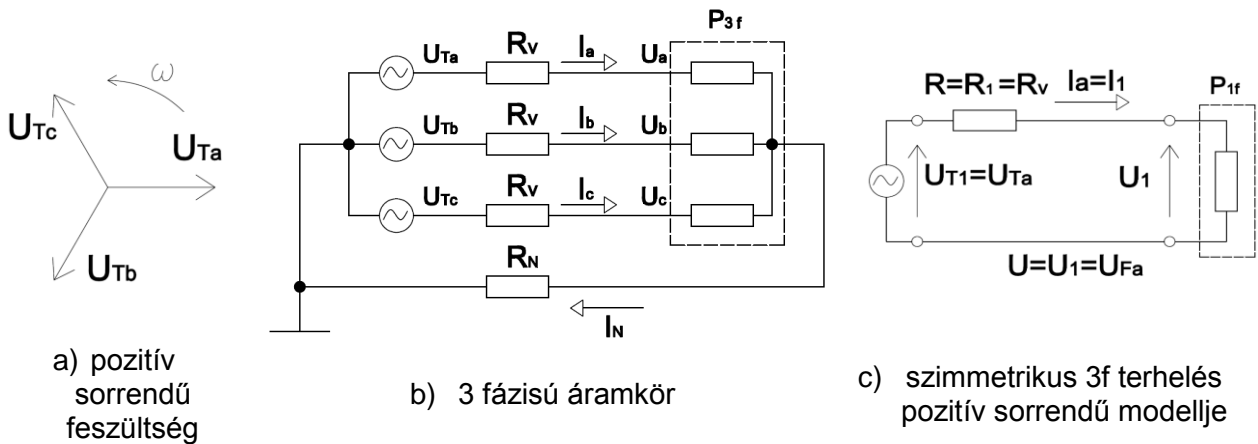 ω
UTc
UTa
UTb
a) pozitív
sorrendű
feszültség
P3f
UTa
Rv
Ia
Ua
UTb
Rv
Ib
Ub
UTc
Rv
Ic
Uc
RN
IN
b) 3 fázisú áramkör
R=R1=Rv
Ia=I1
P1f
UT1=UTa
U1
U=U1=UFa
c) szimmetrikus 3f terhelés
pozitív sorrendű modellje